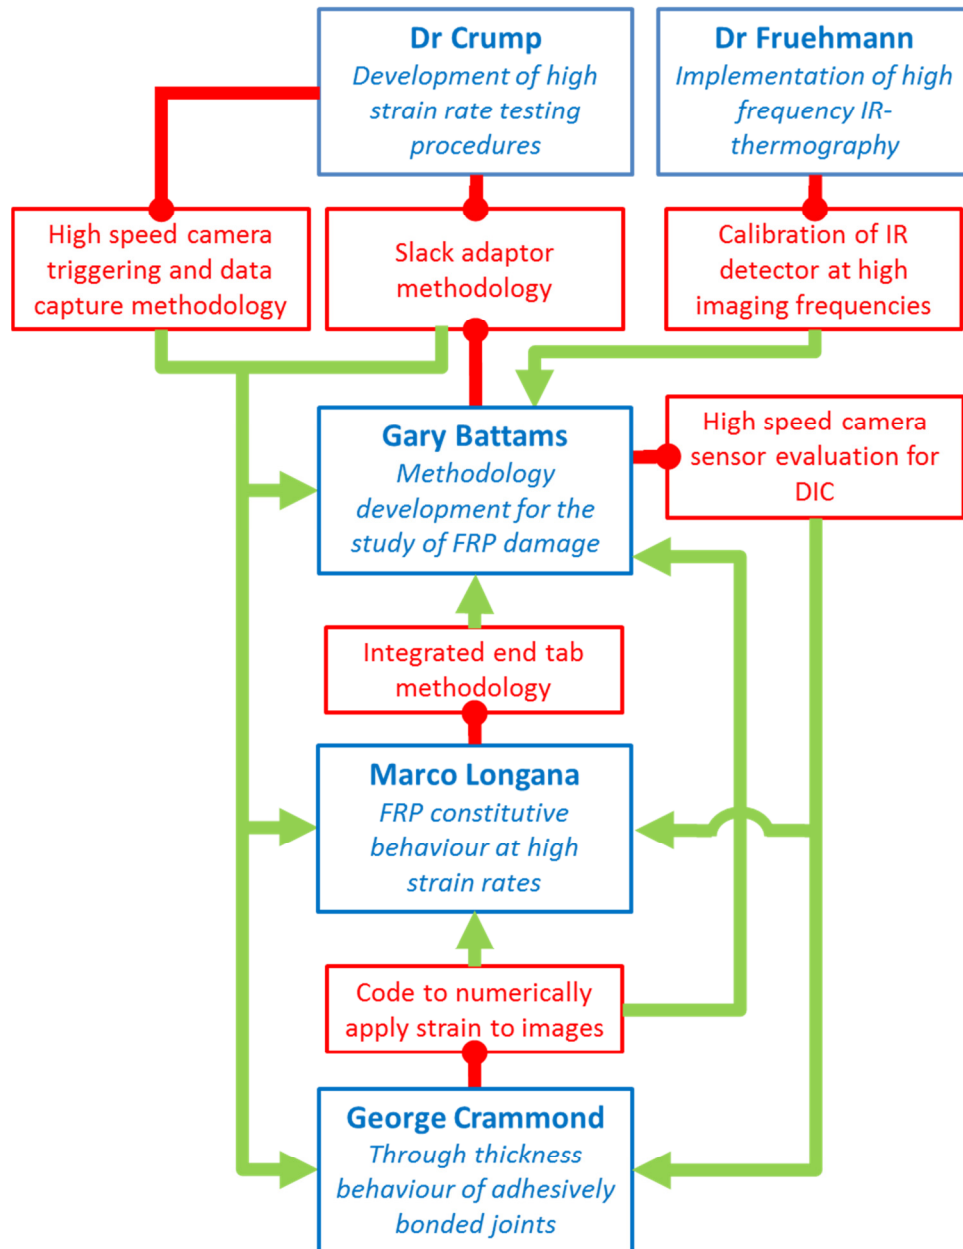 Dr Crump
Development of high
strain rate testing
procedures
Dr Fruehmann
Implementation of high
frequency IR-
thermography
High speed camera
triggering and data
capture methodology
Slack adaptor
methodology
Calibration of IR
detector at high
imaging frequencies
Gary Battams
Methodology
development for the
study of FRP damage
High speed camera
sensor evaluation for
DIC
Integrated end tab
methodology
Marco Longana
FRP constitutive
behaviour at high
strain rates
Code to numerically
apply strain to images
George Crammond
Through thickness
behaviour of adhesively
bonded joints